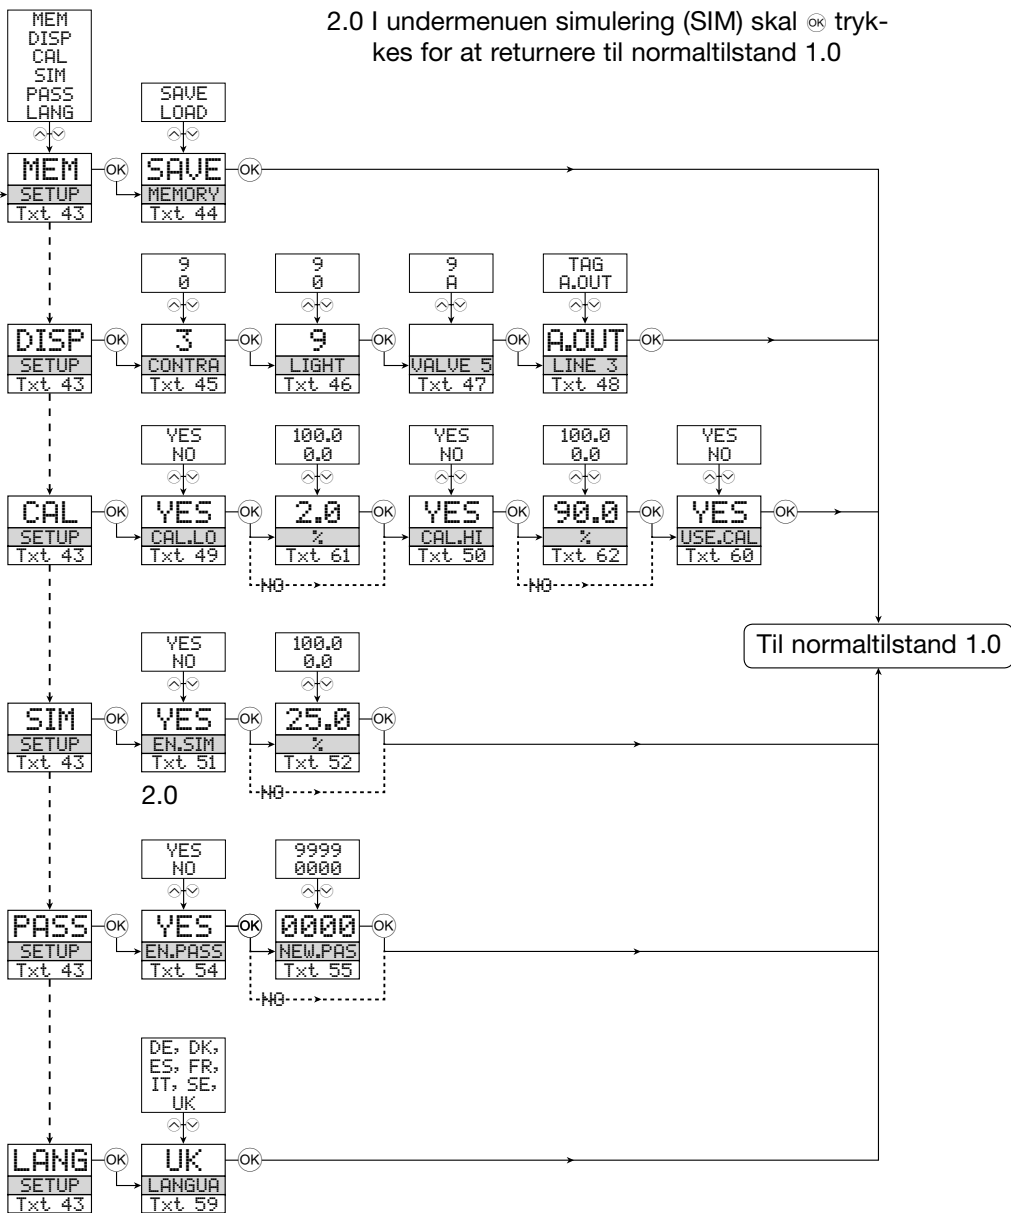 2.0 I undermenuen simulering (SIM) skal OK tryk-
kes for at returnere til normaltilstand 1.0
MEM
DISP
CAL
SIM
PASS
LANG
SAVE
LOAD
MEM OK SAVE OK
SETUP MEMORY
Txt 43 Txt 44
9 9 9 TAG
0 0 A A.OUT
DISP OK 3 OK 9 OK OK A.OUT OK
SETUP CONTRA LIGHT VALVE 5 LINE 3
Txt 43 Txt 45 Txt 46 Txt 47 Txt 48
YES 100.0 YES 100.0 YES
NO 0.0 NO 0.0 NO
CAL OK YES OK 2.0 OK YES OK 90.0 OK YES OK
SETUP CAL.LO % CAL.HI % USE.CAL
Txt 43 Txt 49 Txt 61 Txt 50 Txt 62 Txt 60
NO NO
Til normaltilstand 1.0
YES 100.0
NO 0.0
SIM OK YES OK 25.0 OK
SETUP EN.SIM %
Txt 43 Txt 51 Txt 52
2.0 NO
YES 9999
NO 0000
PASS OK YES OK 0000 OK
SETUP EN.PASS NEW.PAS
Txt 43 Txt 54 Txt 55
NO
DE, DK,
ES, FR,
IT, SE,
UK
LANG OK UK OK
SETUP LANGUA
Txt 43 Txt 59